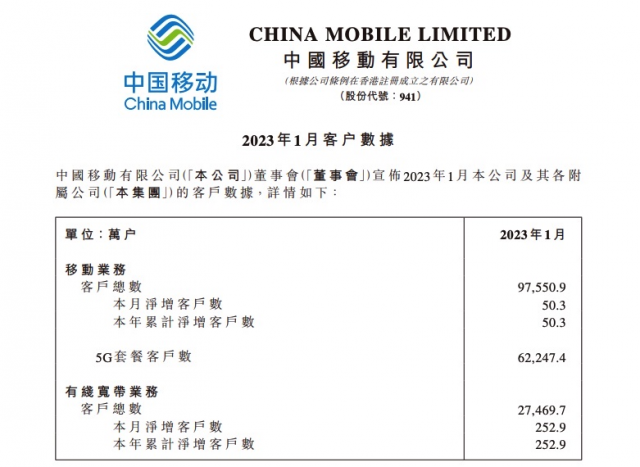 CHINA MOBILE LIMITED
中國移動有限公司
(根據公司條例在香港註冊成立之有限公司)
(股份代號：941)
中国移动
China Mobile
2023年1月客户數據
中國移動有限公司(「本公司」)董事會(「董事會」)宣佈2023年1月本公司及其各附
屬公司(「本集團」)的客戶數據，詳情如下：
單位：萬户 2023年1月
移動業務
客戶總數 97,550.9
本月淨增客戶數 50.3
本年累計淨增客戶數 50.3
5G套餐客戶數 62,247.4
有綫寬帶業務
客戶總數 27,469.7
本月淨增客戶數 252.9
本年累計淨增客戶數 252.9